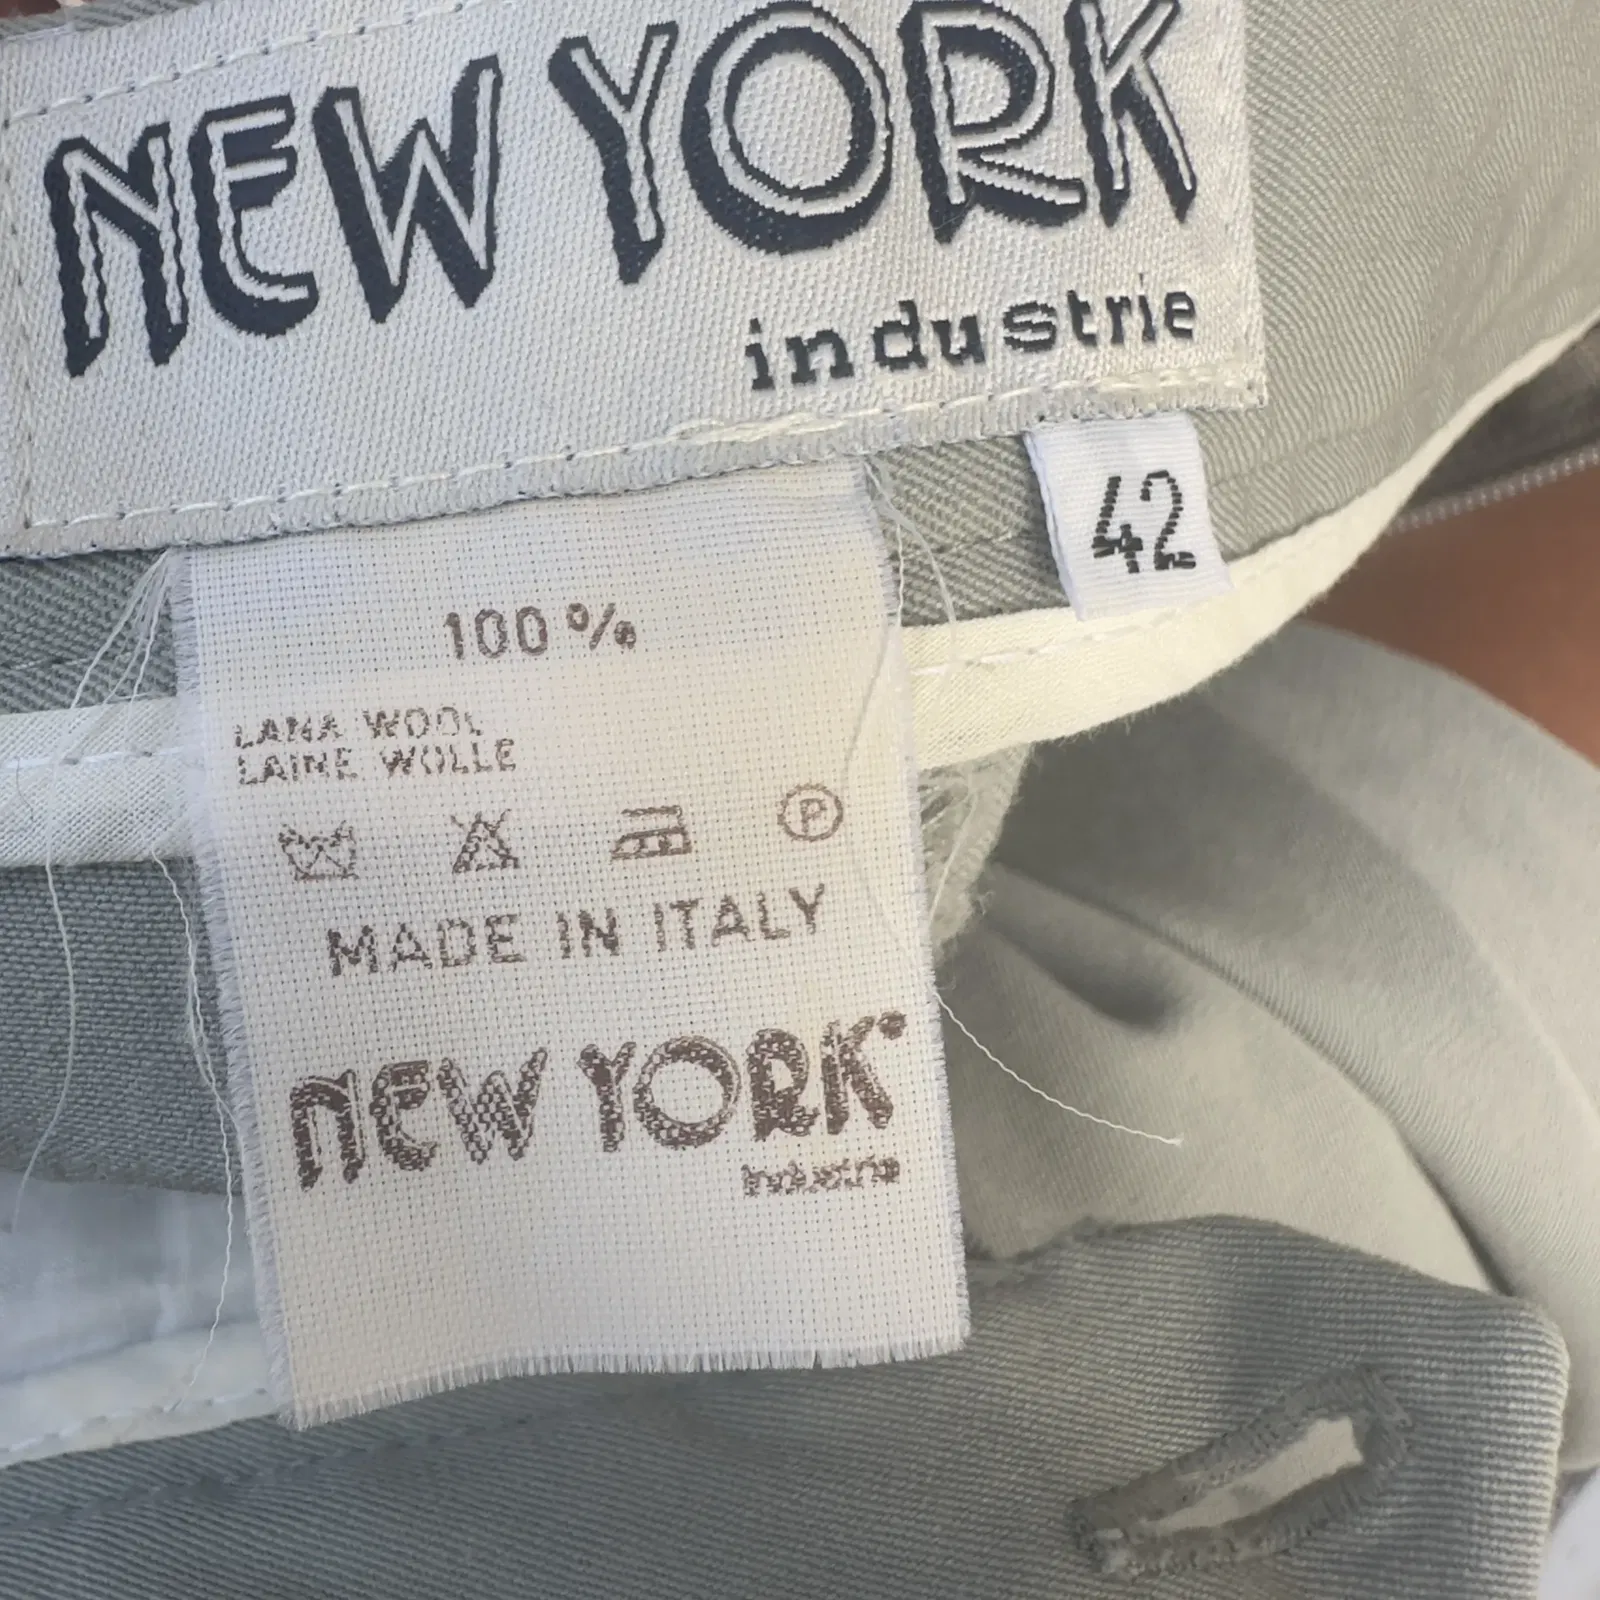 NEW YORK
industrie
42
100 %
LANA WOOL
LAINE WOLLE
P
MADE IN ITALY
NEW YORK
industrie